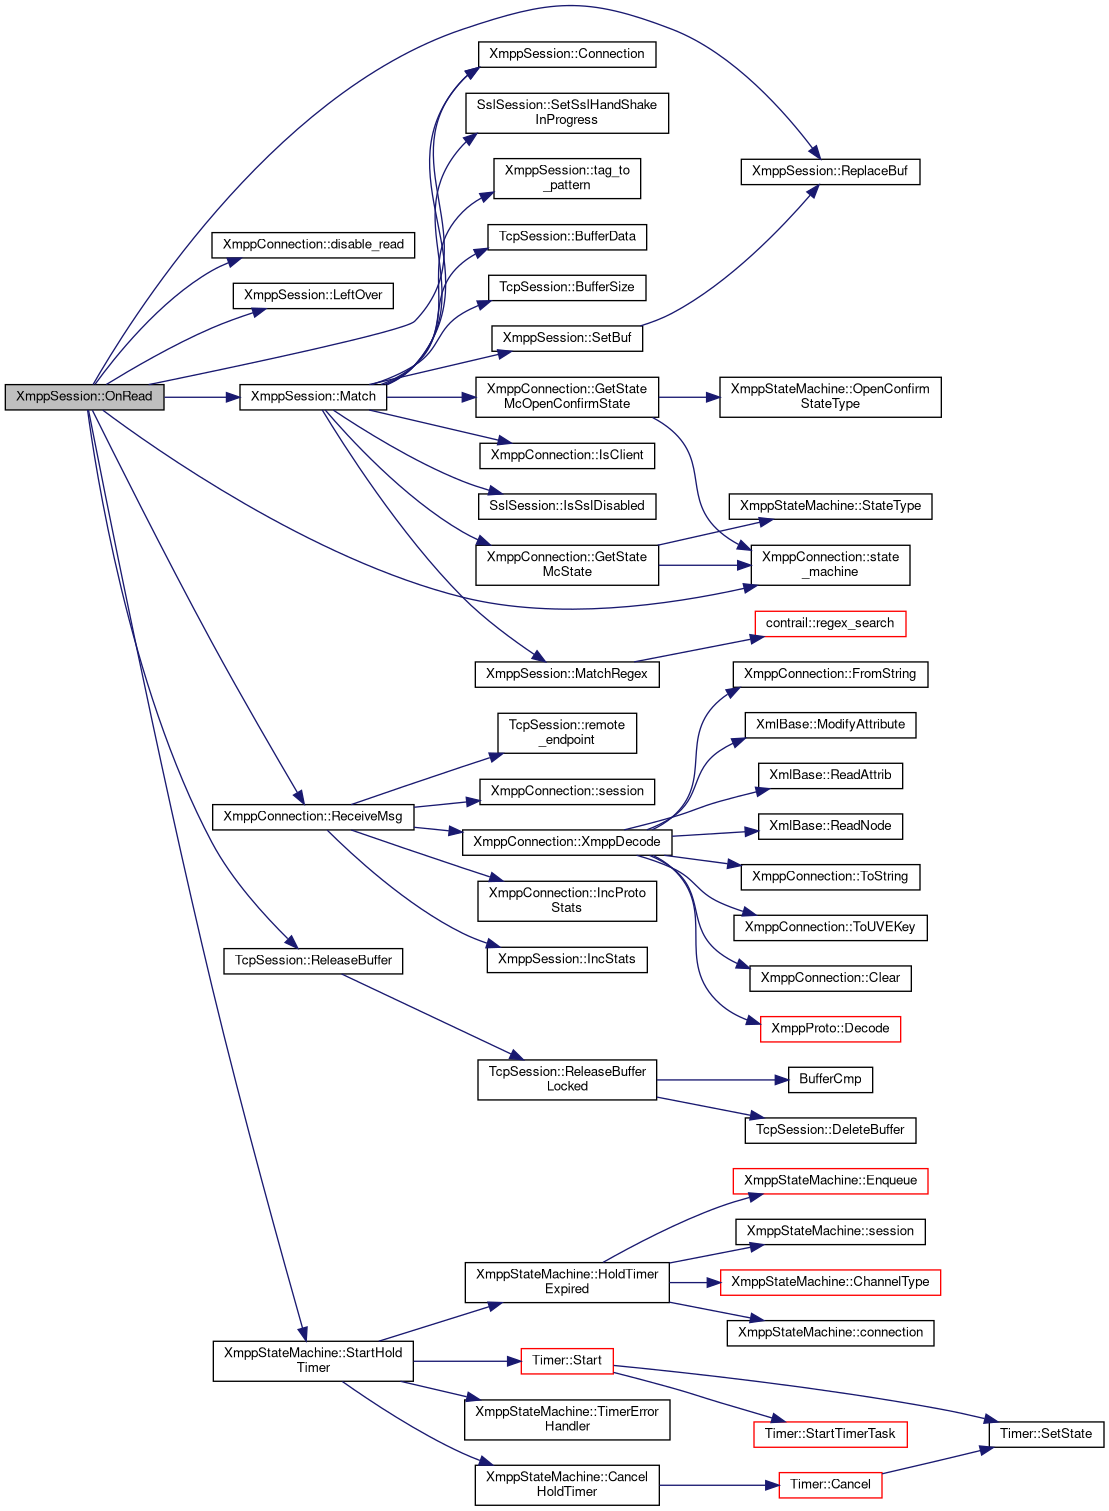 XmppSession::Connection
SslSession::SetSslHandShake
InProgress
XmppSession::tag_to
_pattern
XmppSession::ReplaceBuf
TcpSession::BufferData
XmppConnection::disable_read
TcpSession::BufferSize
XmppSession::LeftOver
XmppSession::SetBuf
XmppSession::OnRead
XmppSession::Match
XmppConnection::GetState
McOpenConfirmState
XmppStateMachine::OpenConfirm
StateType
XmppConnection::IsClient
SslSession::IsSslDisabled
XmppStateMachine::StateType
XmppConnection::GetState
McState
XmppConnection::state
_machine
contrail::regex_search
XmppSession::MatchRegex
XmppConnection::FromString
TcpSession::remote
_endpoint
XmlBase::ModifyAttribute
XmlBase::ReadAttrib
XmppConnection::session
XmppConnection::ReceiveMsg
XmlBase::ReadNode
XmppConnection::XmppDecode
XmppConnection::ToString
XmppConnection::IncProto
Stats
XmppConnection::ToUVEKey
TcpSession::ReleaseBuffer
XmppSession::IncStats
XmppConnection::Clear
XmppProto::Decode
TcpSession::ReleaseBuffer
Locked
BufferCmp
TcpSession::DeleteBuffer
XmppStateMachine::Enqueue
XmppStateMachine::session
XmppStateMachine::HoldTimer
Expired
XmppStateMachine::ChannelType
XmppStateMachine::connection
XmppStateMachine::StartHold
Timer
Timer::Start
XmppStateMachine::TimerError
Handler
Timer::StartTimerTask
Timer::SetState
XmppStateMachine::Cancel
HoldTimer
Timer::Cancel